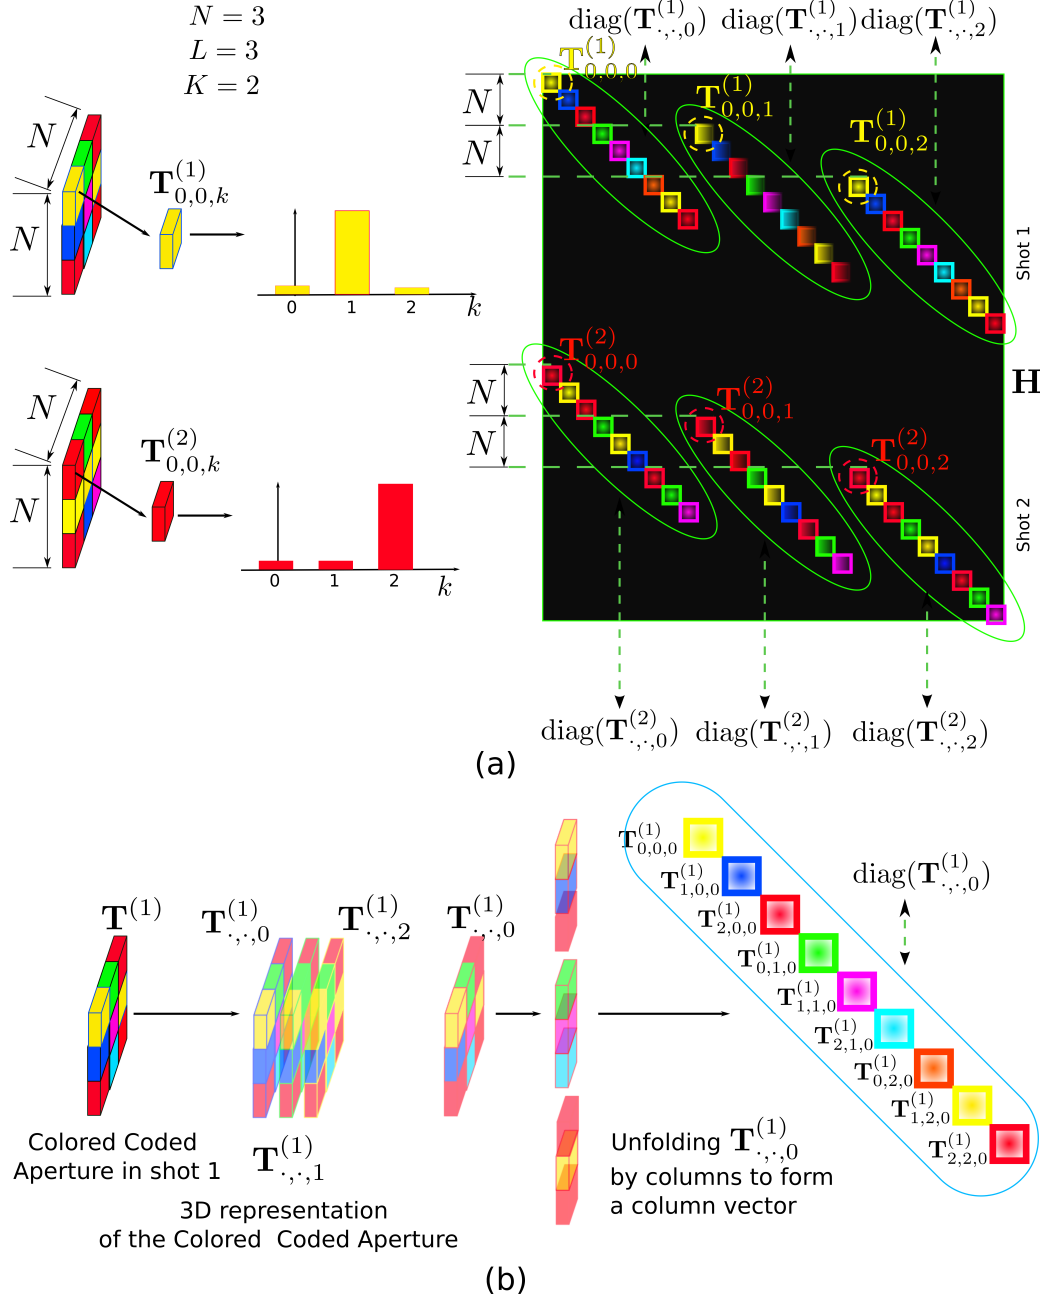 N = 3
L = 3
K = 2
N
N
T^{(1)}_{0,0,k}
0 1 2 k
N
N
T^{(2)}_{0,0,k}
0 1 2 k
diag(T^{(1)}_{·,·,0}) diag(T^{(1)}_{·,·,1}) diag(T^{(1)}_{·,·,2})
T^{(1)}_{0,0,0}
T^{(1)}_{0,0,1}
T^{(1)}_{0,0,2}
N
N
Shot 1
H
T^{(2)}_{0,0,0}
T^{(2)}_{0,0,1}
T^{(2)}_{0,0,2}
N
N
Shot 2
diag(T^{(2)}_{·,·,0}) diag(T^{(2)}_{·,·,1}) diag(T^{(2)}_{·,·,2})
(a)
T^{(1)}
T^{(1)}_{·,·,0}
T^{(1)}_{·,·,2}
T^{(1)}_{·,·,0}
T^{(1)}_{·,·,1}
Colored Coded
Aperture in shot 1
3D representation
of the Colored Coded Aperture
Unfolding T^{(1)}_{·,·,0}
by columns to form
a column vector
T^{(1)}_{0,0,0}
T^{(1)}_{1,0,0}
T^{(1)}_{2,0,0}
T^{(1)}_{0,1,0}
T^{(1)}_{1,1,0}
T^{(1)}_{2,1,0}
T^{(1)}_{0,2,0}
T^{(1)}_{1,2,0}
T^{(1)}_{2,2,0}
diag(T^{(1)}_{·,·,0})
(b)